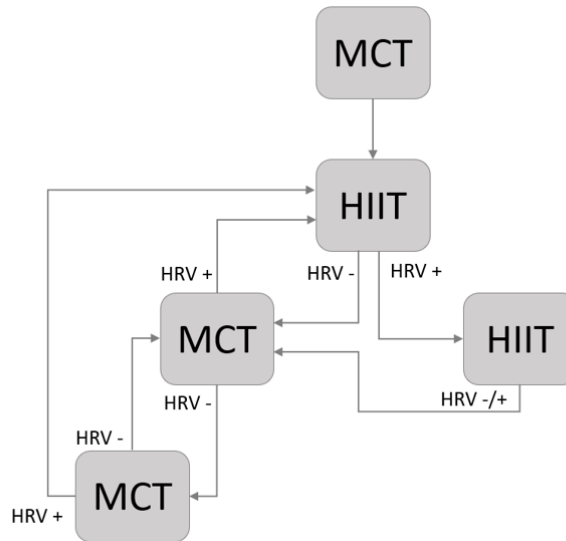 MCT
HIIT
HRV +
HRV -
HRV +
MCT
HIIT
HRV -
HRV -/+
HRV -
MCT
HRV +